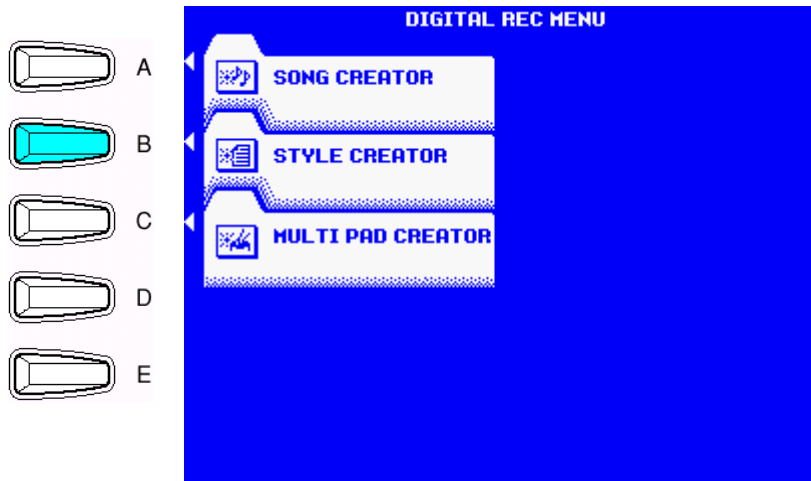 DIGITAL REC MENU
A
SONG CREATOR
B
STYLE CREATOR
C
MULTI PAD CREATOR
D
E